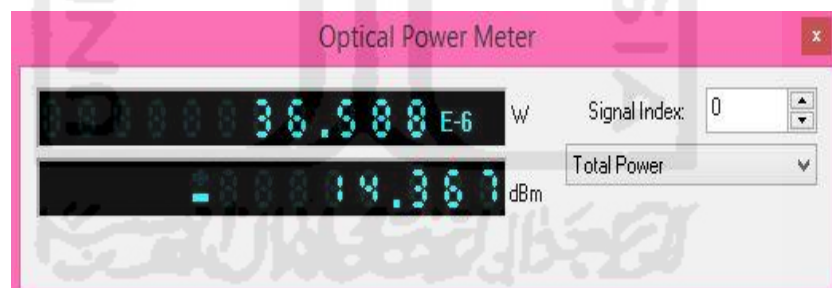 Optical Power Meter
x
36.588 E-6 W
Signal Index: 0
- 14.367 dBm
Total Power